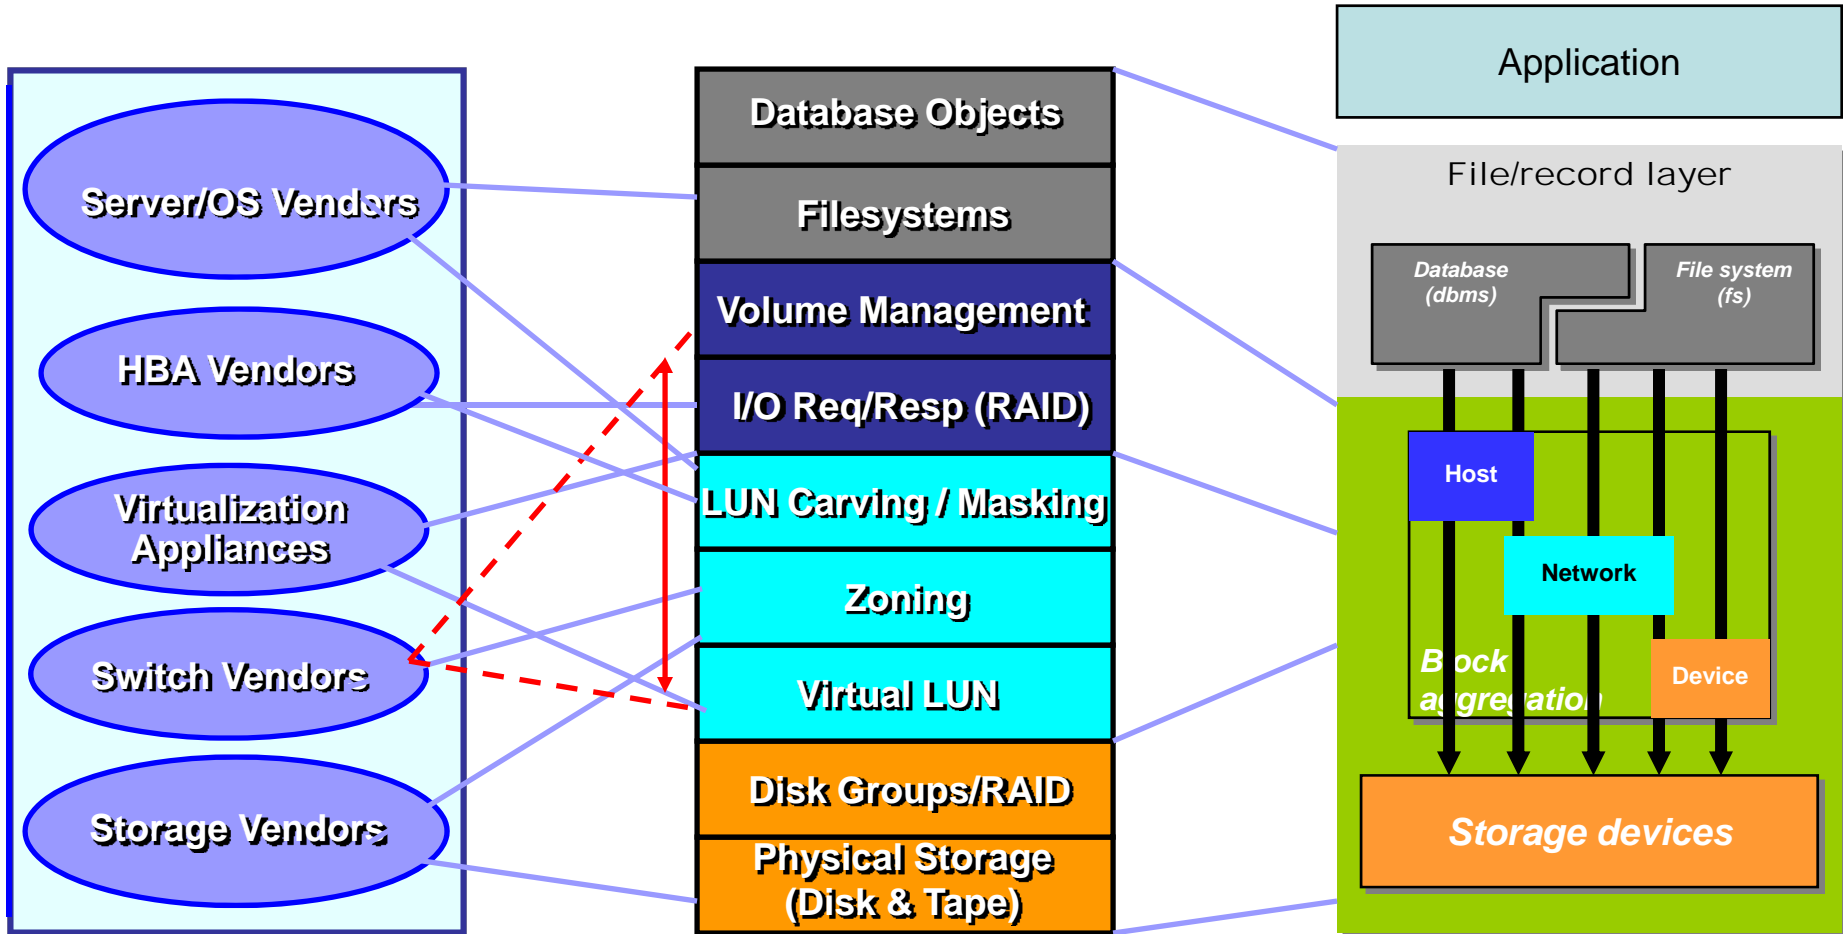 Server/OS Vendors
HBA Vendors
Virtualization
Appliances
Switch Vendors
Storage Vendors
Database Objects
Filesystems
Volume Management
I/O Req/Resp (RAID)
LUN Carving / Masking
Zoning
Virtual LUN
Disk Groups/RAID
Physical Storage
(Disk & Tape)
Application
File/record layer
Database
(dbms)
File system
(fs)
Host
Network
Block
aggregation
Device
Storage devices